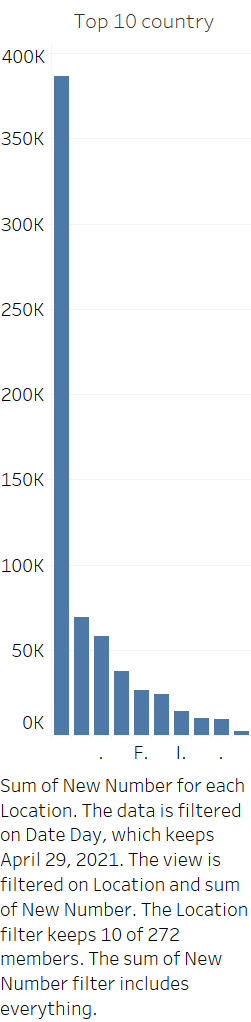 Top 10 country
400K
350K
300K
250K
200K
150K
100K
50K
0K
. F. I. .
Sum of New Number for each
Location. The data is filtered
on Date Day, which keeps
April 29, 2021. The view is
filtered on Location and sum
of New Number. The Location
filter keeps 10 of 272
members. The sum of New
Number filter includes
everything.